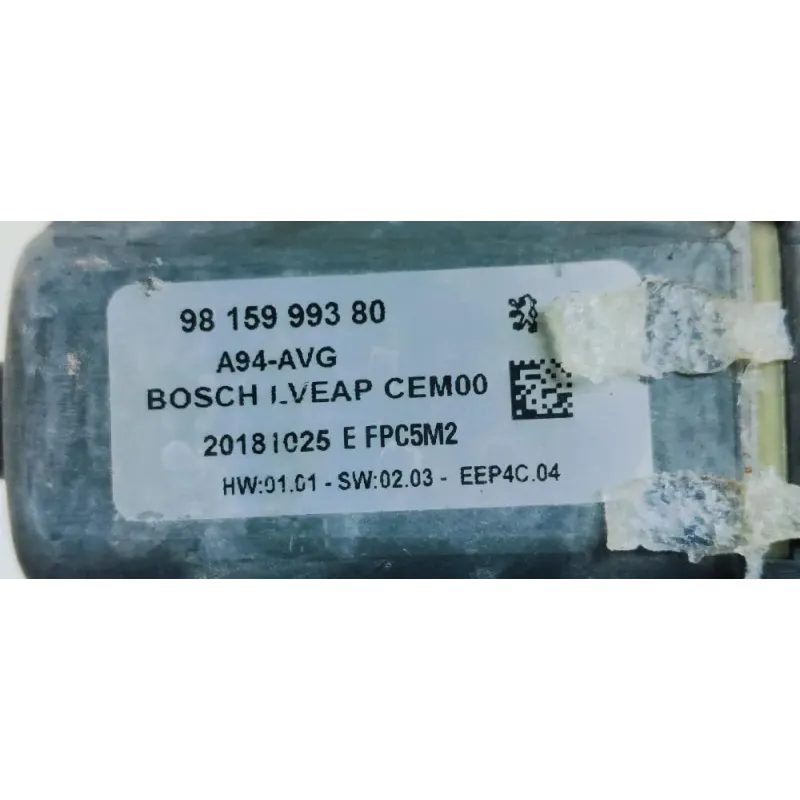 98 159 993 80
A94-AVG
BOSCH LVEAP CEM00
20181025 E FPC5M2
HW:01.01 - SW:02.03 - EEP4C.04